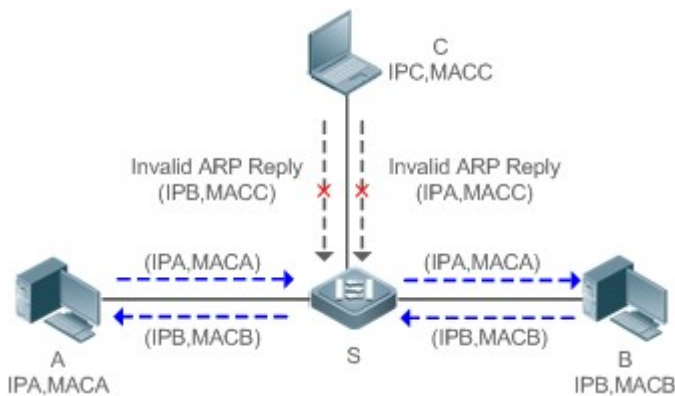 C
IPC,MACC
Invalid ARP Reply
(IPB,MACC)
Invalid ARP Reply
(IPA,MACC)
(IPA,MACA)
(IPA,MACA)
(IPB,MACB)
(IPB,MACB)
A
IPA,MACA
S
B
IPB,MACB